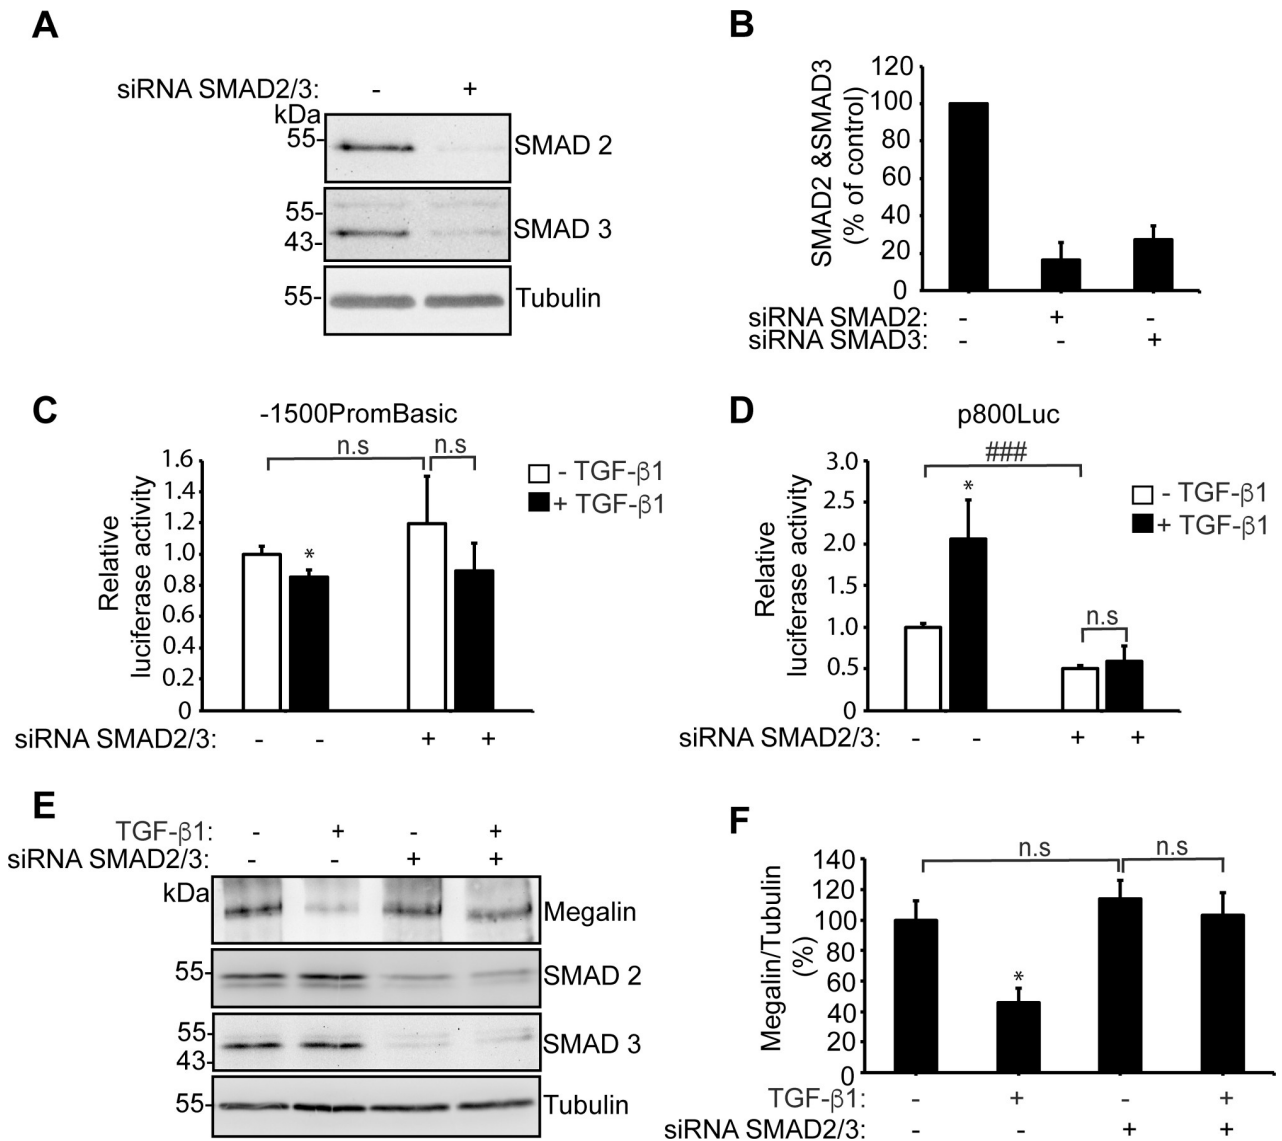 A
siRNA SMAD2/3: - +
kDa
55-
SMAD 2
55-
43-
SMAD 3
55-
Tubulin
B
SMAD2 &SMAD3
(% of control)
120
100
80
60
40
20
0
siRNA SMAD2: - + -
siRNA SMAD3: - - +
C
-1500PromBasic
n.s
n.s
Relative
luciferase activity
1.6
1.4
1.2
1.0
0.8
0.6
0.4
0.2
0
*
- TGF-β1
+ TGF-β1
siRNA SMAD2/3: - - + +
D
p800Luc
###
Relative
luciferase activity
3.0
2.5
2.0
1.5
1.0
0.5
0
*
n.s
- TGF-β1
+ TGF-β1
siRNA SMAD2/3: - - + +
E
TGF-β1: - + - +
siRNA SMAD2/3: - - + +
kDa
Megalin
55-
SMAD 2
55-
43-
SMAD 3
55-
Tubulin
F
Megalin/Tubulin
(%)
140
120
100
80
60
40
20
0
n.s
n.s
*
TGF-β1: - + - +
siRNA SMAD2/3: - - + +